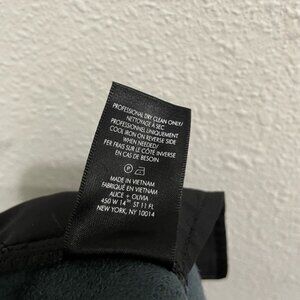 PROFESSIONAL DRY CLEAN ONLY/
NETTOYAGE À SEC
PROFESSIONNEL UNIQUEMENT
COOL IRON ON REVERSE SIDE
WHEN NEEDED/
PER FRAIS SUR LE CÔTÉ INVERSE
EN CAS DE BESOIN
P
MADE IN VIETNAM
FABRIQUÉ EN VIETNAM
ALICE + OLIVIA
450 W 14TH ST 11 FL
NEW YORK, NY 10014